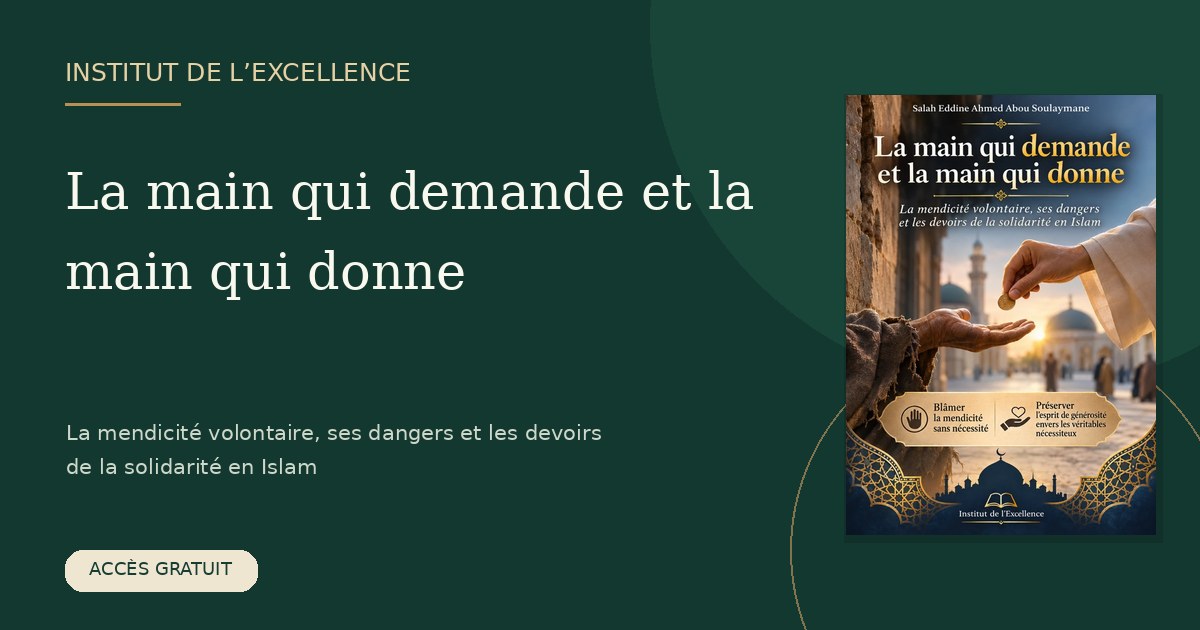 INSTITUT DE L’EXCELLENCE
La main qui demande et la
main qui donne
La mendicité volontaire, ses dangers et les devoirs
de la solidarité en Islam
ACCÈS GRATUIT
Salah Eddine Ahmed Abou Soulaymane
La main qui demande
et la main qui donne
La mendicité volontaire, ses dangers
et les devoirs de la solidarité en Islam
Blâmer
la mendicité
sans nécessité
Préserver
l'esprit de générosité
envers les véritables
nécessiteux
Institut de l'Excellence